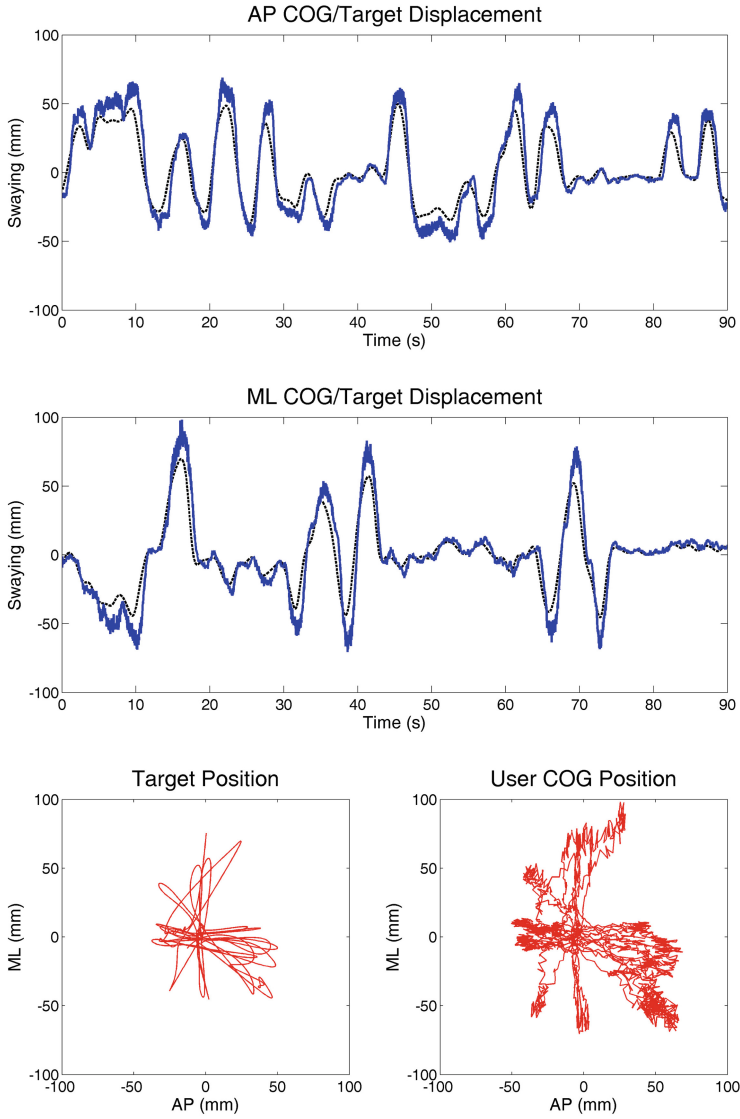 AP COG/Target Displacement
100
50
0
-50
-100
Swaying (mm)
0 10 20 30 40 50 60 70 80 90
Time (s)
ML COG/Target Displacement
100
50
0
-50
-100
Swaying (mm)
0 10 20 30 40 50 60 70 80 90
Time (s)
Target Position
100
50
0
-50
-100
ML (mm)
-100 -50 0 50 100
AP (mm)
User COG Position
100
50
0
-50
-100
ML (mm)
-100 -50 0 50 100
AP (mm)